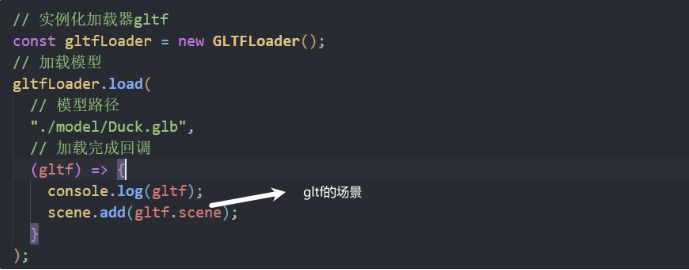 // 实例化加载器gltf
const gltfLoader = new GLTFLoader();
// 加载模型
gltfLoader.load(
// 模型路径
"./model/Duck.glb",
// 加载完成回调
(gltf) => {
console.log(gltf);
gltf的场景
scene.add(gltf.scene);
}
);